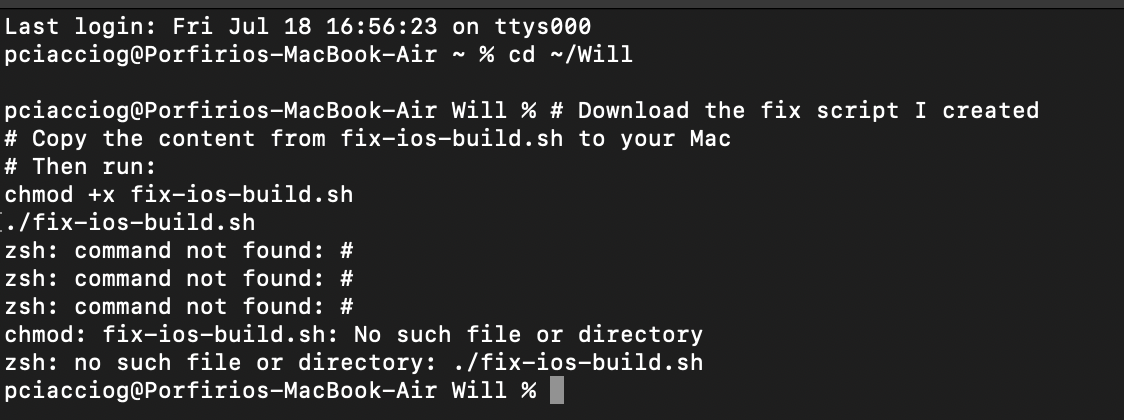 Last login: Fri Jul 18 16:56:23 on ttys000
pciacciog@Porfirios-MacBook-Air ~ % cd ~/Will
pciacciog@Porfirios-MacBook-Air Will % # Download the fix script I created
# Copy the content from fix-ios-build.sh to your Mac
# Then run:
chmod +x fix-ios-build.sh
./fix-ios-build.sh
zsh: command not found: #
zsh: command not found: #
zsh: command not found: #
chmod: fix-ios-build.sh: No such file or directory
zsh: no such file or directory: ./fix-ios-build.sh
pciacciog@Porfirios-MacBook-Air Will %